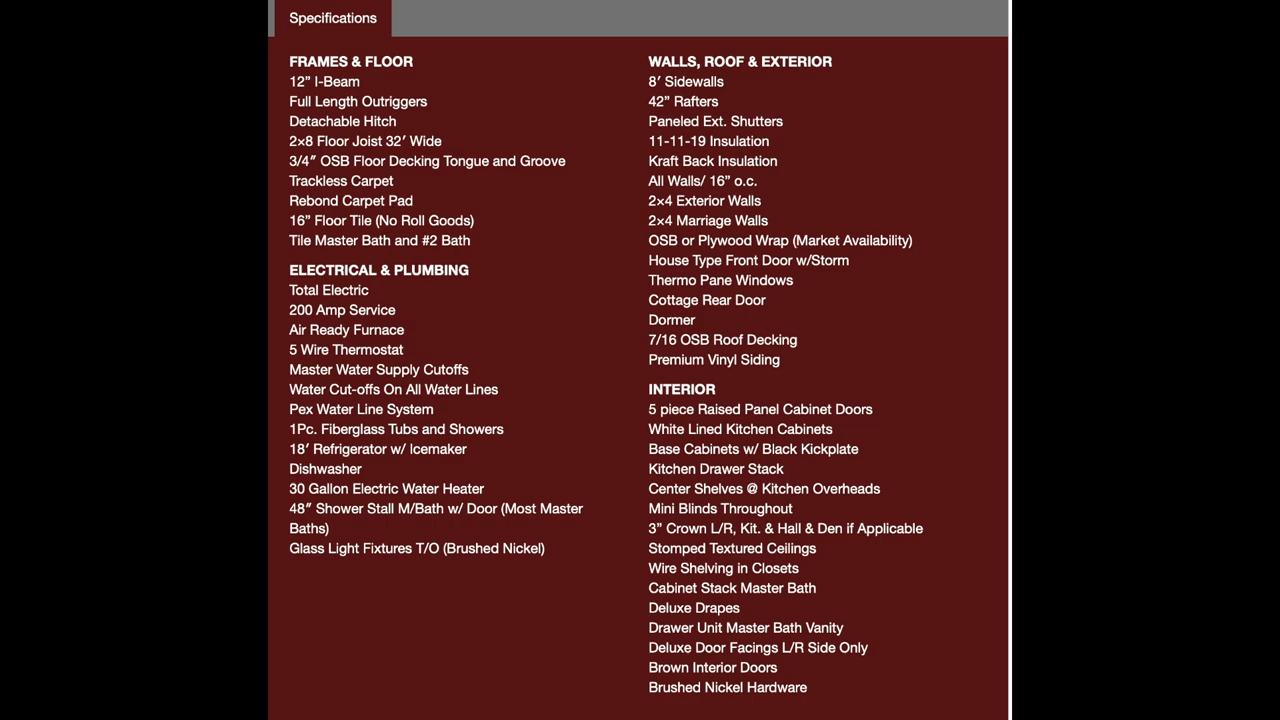 Specifications
FRAMES & FLOOR
12” I-Beam
Full Length Outriggers
Detachable Hitch
2×8 Floor Joist 32′ Wide
3/4″ OSB Floor Decking Tongue and Groove
Trackless Carpet
Rebond Carpet Pad
16” Floor Tile (No Roll Goods)
Tile Master Bath and #2 Bath
ELECTRICAL & PLUMBING
Total Electric
200 Amp Service
Air Ready Furnace
5 Wire Thermostat
Master Water Supply Cutoffs
Water Cut-offs On All Water Lines
Pex Water Line System
1Pc. Fiberglass Tubs and Showers
18′ Refrigerator w/ Icemaker
Dishwasher
30 Gallon Electric Water Heater
48″ Shower Stall M/Bath w/ Door (Most Master
Baths)
Glass Light Fixtures T/O (Brushed Nickel)
WALLS, ROOF & EXTERIOR
8′ Sidewalls
42” Rafters
Paneled Ext. Shutters
11-11-19 Insulation
Kraft Back Insulation
All Walls/ 16” o.c.
2×4 Exterior Walls
2×4 Marriage Walls
OSB or Plywood Wrap (Market Availability)
House Type Front Door w/Storm
Thermo Pane Windows
Cottage Rear Door
Dormer
7/16 OSB Roof Decking
Premium Vinyl Siding
INTERIOR
5 piece Raised Panel Cabinet Doors
White Lined Kitchen Cabinets
Base Cabinets w/ Black Kickplate
Kitchen Drawer Stack
Center Shelves @ Kitchen Overheads
Mini Blinds Throughout
3” Crown L/R, Kit. & Hall & Den if Applicable
Stomped Textured Ceilings
Wire Shelving in Closets
Cabinet Stack Master Bath
Deluxe Drapes
Drawer Unit Master Bath Vanity
Deluxe Door Facings L/R Side Only
Brown Interior Doors
Brushed Nickel Hardware